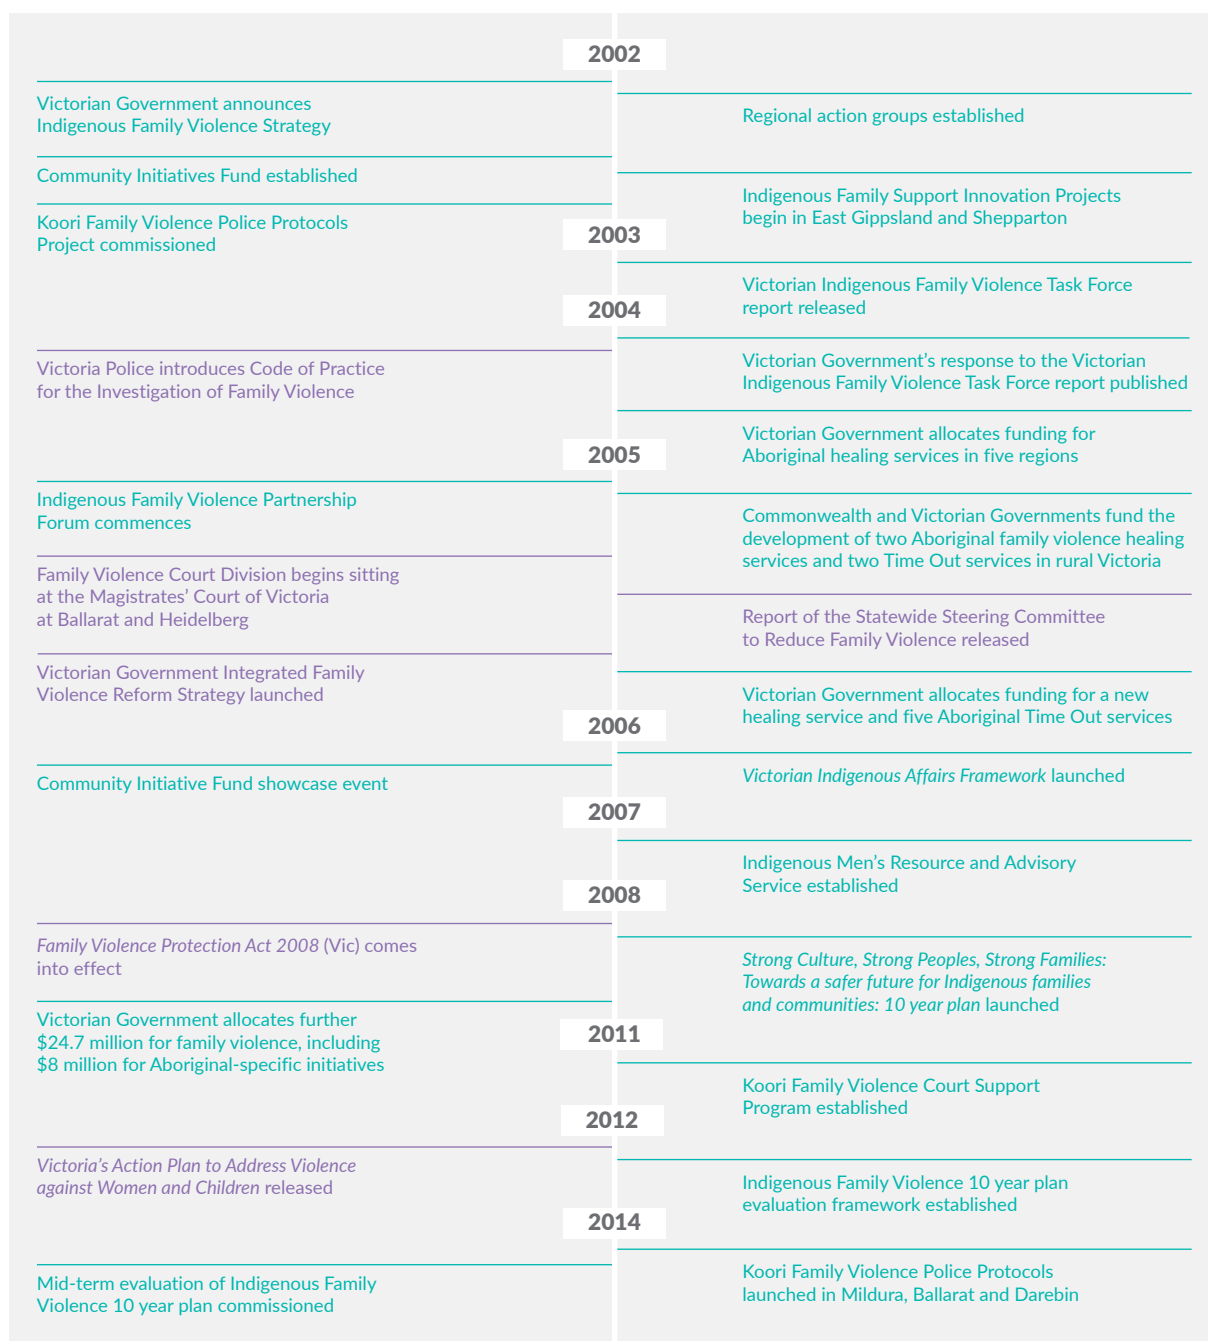 2002
Victorian Government announces
Indigenous Family Violence Strategy
Regional action groups established
Community Initiatives Fund established
Indigenous Family Support Innovation Projects
begin in East Gippsland and Shepparton
Koori Family Violence Police Protocols
Project commissioned
2003
Victorian Indigenous Family Violence Task Force
report released
2004
Victoria Police introduces Code of Practice
for the Investigation of Family Violence
Victorian Government’s response to the Victorian
Indigenous Family Violence Task Force report published
Victorian Government allocates funding for
Aboriginal healing services in five regions
2005
Indigenous Family Violence Partnership
Forum commences
Commonwealth and Victorian Governments fund the
development of two Aboriginal family violence healing
services and two Time Out services in rural Victoria
Family Violence Court Division begins sitting
at the Magistrates’ Court of Victoria
at Ballarat and Heidelberg
Report of the Statewide Steering Committee
to Reduce Family Violence released
Victorian Government Integrated Family
Violence Reform Strategy launched
Victorian Government allocates funding for a new
healing service and five Aboriginal Time Out services
2006
Community Initiative Fund showcase event
Victorian Indigenous Affairs Framework launched
2007
Indigenous Men’s Resource and Advisory
Service established
2008
Family Violence Protection Act 2008 (Vic) comes
into effect
Strong Culture, Strong Peoples, Strong Families:
Towards a safer future for Indigenous families
and communities: 10 year plan launched
Victorian Government allocates further
$24.7 million for family violence, including
$8 million for Aboriginal-specific initiatives
2011
Koori Family Violence Court Support
Program established
2012
Victoria’s Action Plan to Address Violence
against Women and Children released
Indigenous Family Violence 10 year plan
evaluation framework established
2014
Mid-term evaluation of Indigenous Family
Violence 10 year plan commissioned
Koori Family Violence Police Protocols
launched in Mildura, Ballarat and Darebin